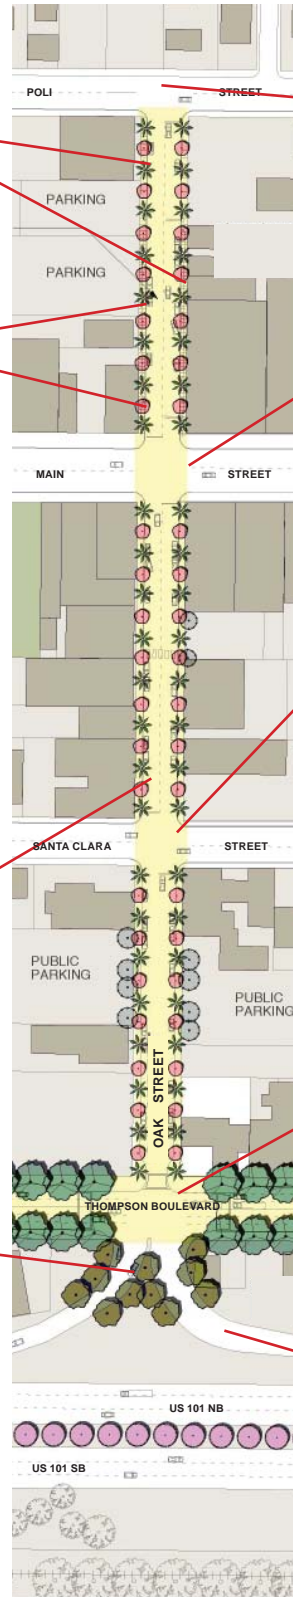 POLI STREET
PARKING
PARKING
MAIN STREET
SANTA CLARA STREET
PUBLIC
PARKING
PUBLIC
PARKING
OAK STREET
THOMPSON BOULEVARD
US 101 NB
US 101 SB